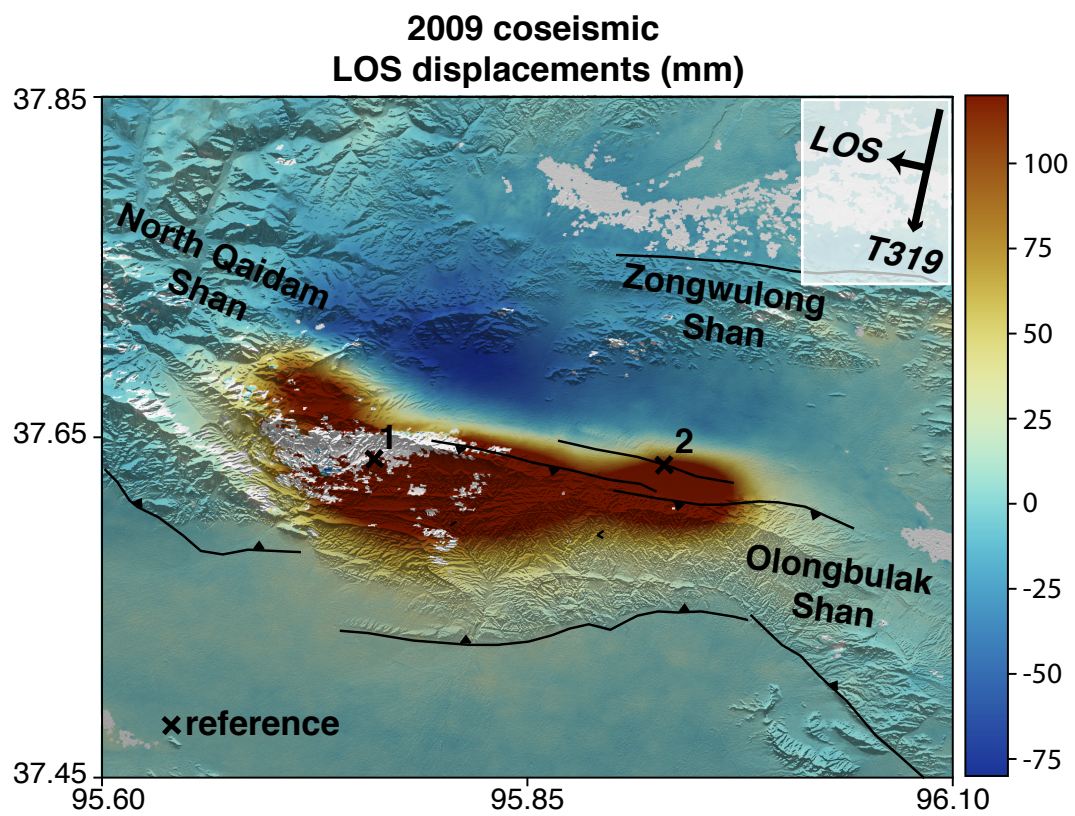 2009 coseismic
LOS displacements (mm)
37.85
37.65
37.45
95.60
95.85
96.10
LOS
T319
North Qaidam
Shan
Zongwulong
Shan
1
2
Olongbulak
Shan
reference
100
75
50
25
0
-25
-50
-75